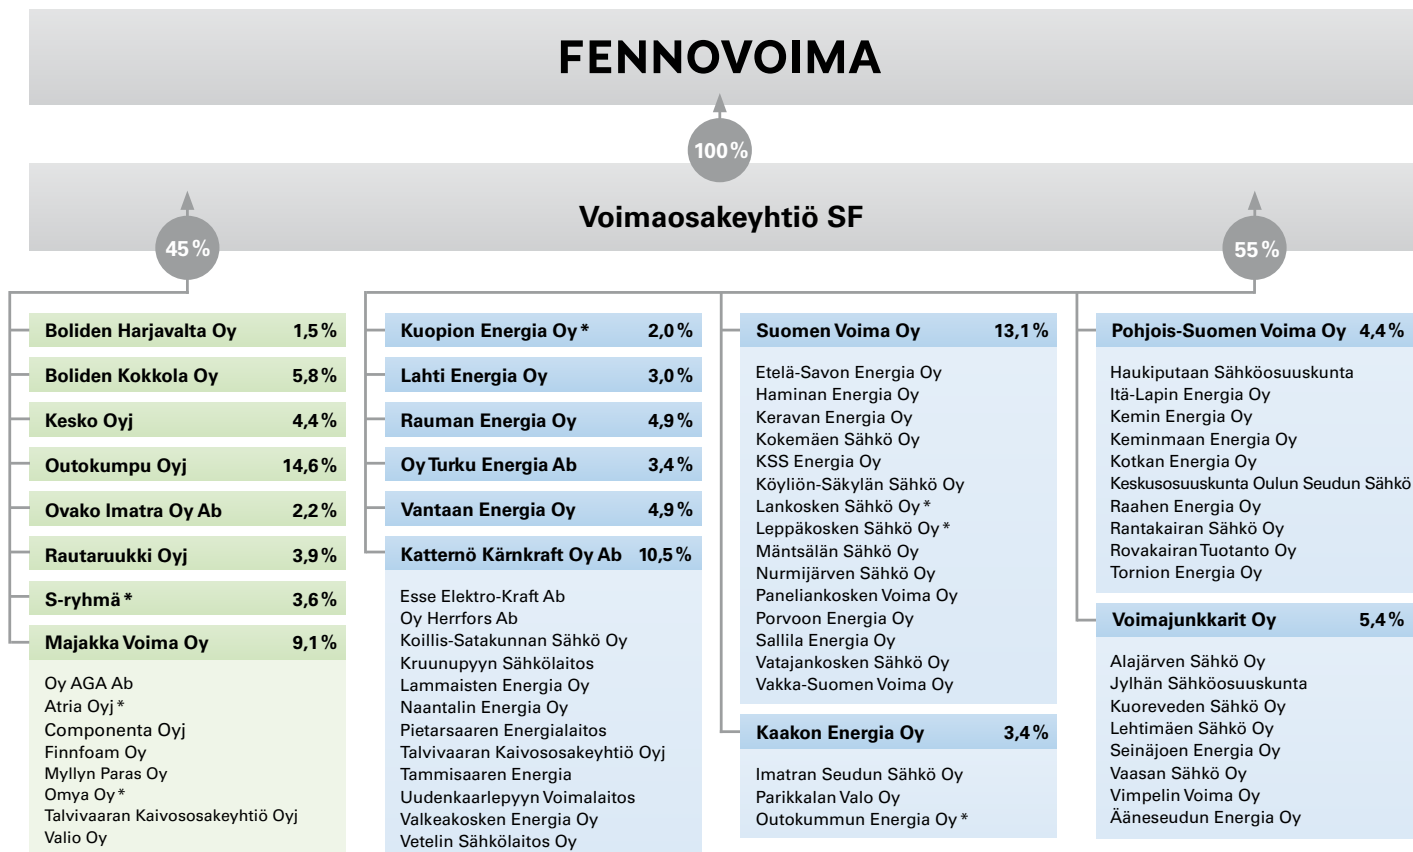 FENNOVOIMA
100 %
Voimaosakeyhtiö SF
45 %
55 %
Boliden Harjavalta Oy 1,5 %
Boliden Kokkola Oy 5,8 %
Kesko Oyj 4,4 %
Outokumpu Oyj 14,6 %
Ovako Imatra Oy Ab 2,2 %
Rautaruukki Oyj 3,9 %
S-ryhmä * 3,6 %
Majakka Voima Oy 9,1 %
Oy AGA Ab
Atria Oyj *
Componenta Oyj
Finnfoam Oy
Myllyn Paras Oy
Omya Oy *
Talvivaaran Kaivososakeyhtiö Oyj
Valio Oy
Kuopion Energia Oy * 2,0 %
Lahti Energia Oy 3,0 %
Rauman Energia Oy 4,9 %
Oy Turku Energia Ab 3,4 %
Vantaan Energia Oy 4,9 %
Katternö Kärnkraft Oy Ab 10,5 %
Esse Elektro-Kraft Ab
Oy Herrfors Ab
Koillis-Satakunnan Sähkö Oy
Kruunupyyn Sähkölaitos
Lammaisten Energia Oy
Naantalin Energia Oy
Pietarsaaren Energialaitos
Talvivaaran Kaivososakeyhtiö Oyj
Tammisaaren Energia
Uudenkaarlepyyn Voimalaitos
Valkeakosken Energia Oy
Vetelin Sähkölaitos Oy
Suomen Voima Oy 13,1 %
Etelä-Savon Energia Oy
Haminan Energia Oy
Keravan Energia Oy
Kokemäen Sähkö Oy
KSS Energia Oy
Köyliön-Säkylän Sähkö Oy
Lankosken Sähkö Oy *
Leppäkosken Sähkö Oy *
Mäntsälän Sähkö Oy
Nurmijärven Sähkö Oy
Paneliankosken Voima Oy
Porvoon Energia Oy
Sallila Energia Oy
Vatajankosken Sähkö Oy
Vakka-Suomen Voima Oy
Kaakon Energia Oy 3,4 %
Imatran Seudun Sähkö Oy
Parikkalan Valo Oy
Outokummun Energia Oy *
Pohjois-Suomen Voima Oy 4,4 %
Haukiputaan Sähköosuuskunta
Itä-Lapin Energia Oy
Kemin Energia Oy
Keminmaan Energia Oy
Kotkan Energia Oy
Keskusosuuskunta Oulun Seudun Sähkö
Raahen Energia Oy
Rantakairan Sähkö Oy
Rovakairan Tuotanto Oy
Tornion Energia Oy
Voimajunkkarit Oy 5,4 %
Alajärven Sähkö Oy
Jylhän Sähköosuuskunta
Kuoreveden Sähkö Oy
Lehtimäen Sähkö Oy
Seinäjoen Energia Oy
Vaasan Sähkö Oy
Vimpelin Voima Oy
Ääneseudun Energia Oy